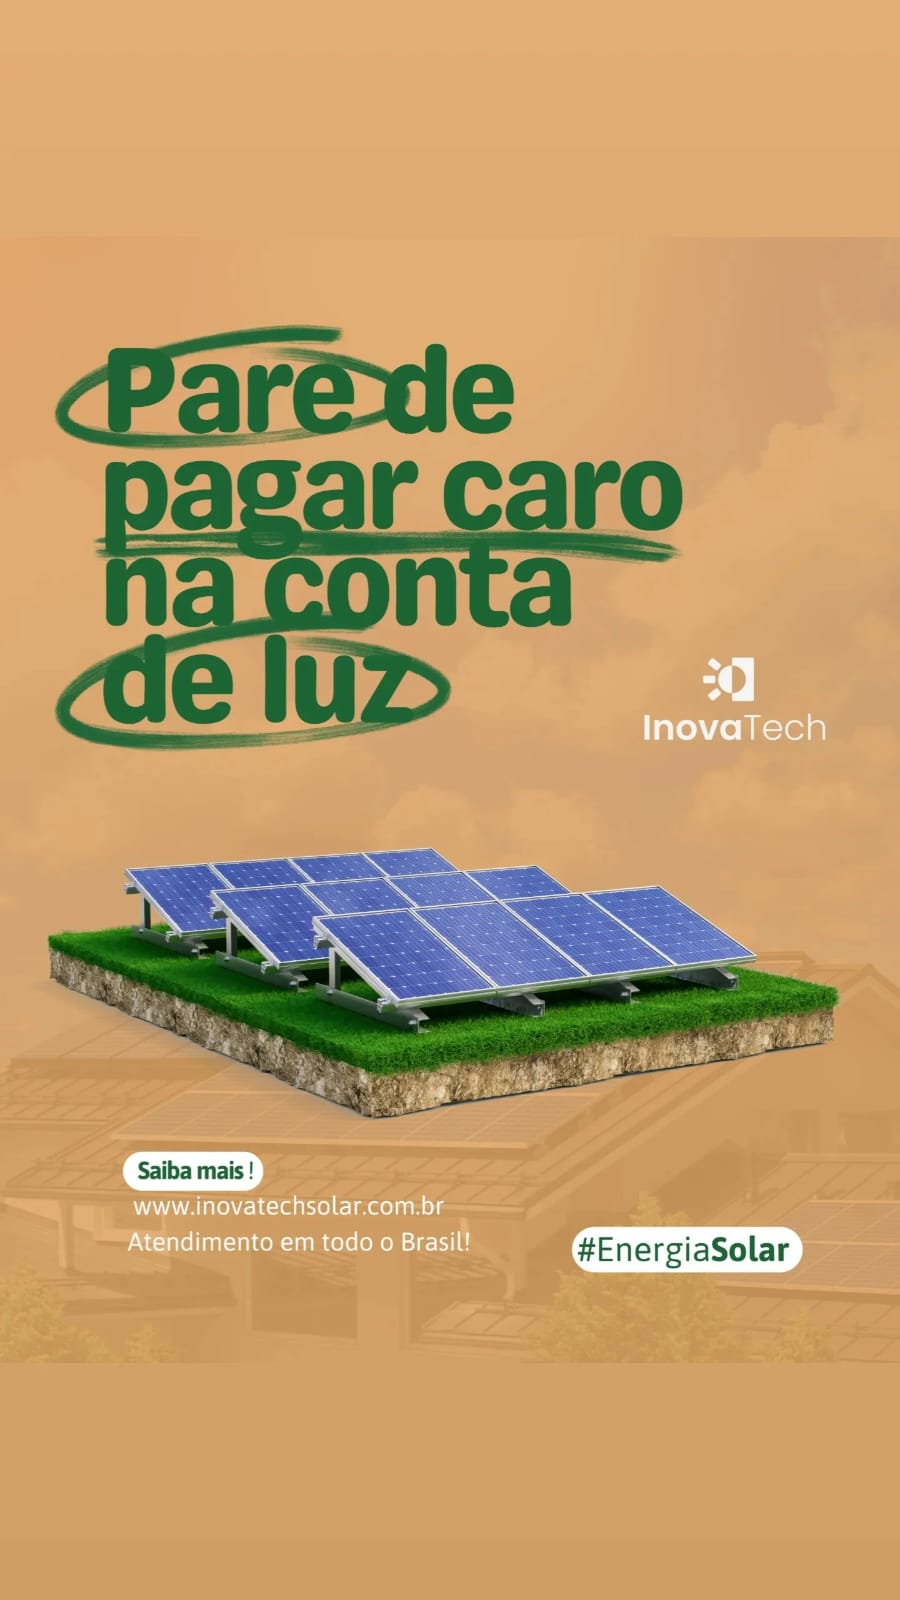 Pare de
pagar caro
na conta
de luz
InovaTech
Saiba mais !
www.inovatechsolar.com.br
Atendimento em todo o Brasil!
#EnergiaSolar